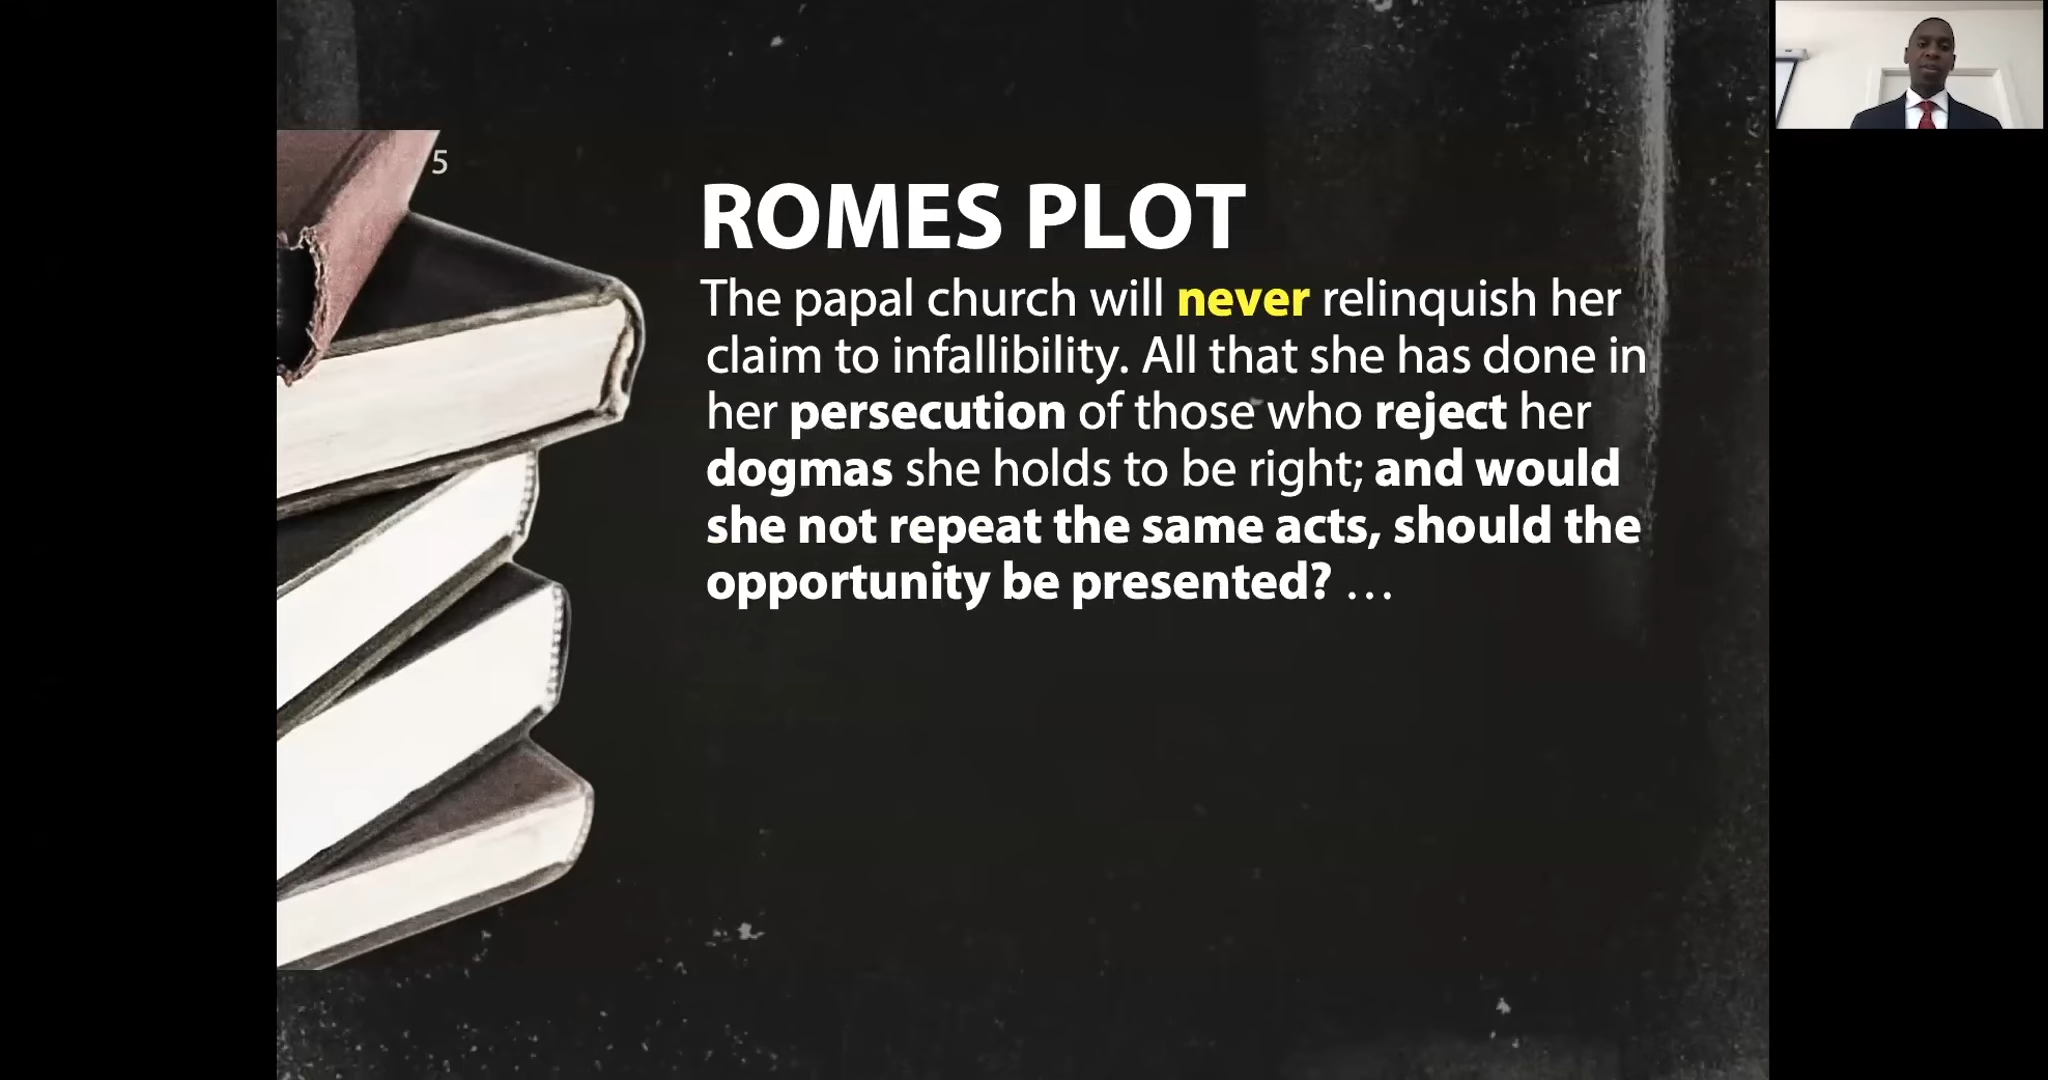 5
ROMES PLOT
The papal church will never relinquish her
claim to infallibility. All that she has done in
her persecution of those who reject her
dogmas she holds to be right; and would
she not repeat the same acts, should the
opportunity be presented? …